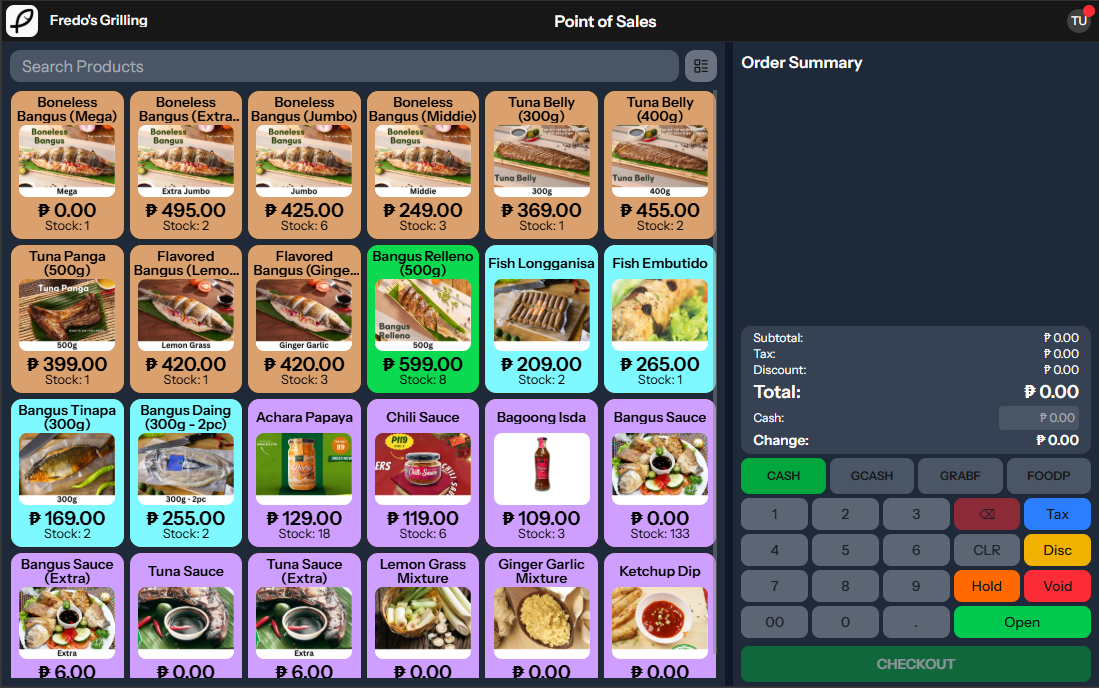 Fredo's Grilling
Point of Sales
TU
Search Products
Order Summary
Boneless
Bangus (Mega)
Boneless
Bangus
Mega
₱ 0.00
Stock: 1
Boneless
Bangus (Extra..
Boneless
Bangus
Extra Jumbo
₱ 495.00
Stock: 2
Boneless
Bangus (Jumbo)
Boneless
Bangus
Jumbo
₱ 425.00
Stock: 6
Boneless
Bangus (Middie)
Boneless
Bangus
Middie
₱ 249.00
Stock: 3
Tuna Belly
(300g)
Tuna Belly
300g
₱ 369.00
Stock: 1
Tuna Belly
(400g)
Tuna Belly
400g
₱ 455.00
Stock: 2
Tuna Panga
(500g)
Tuna Panga
500g
₱ 399.00
Stock: 1
Flavored
Bangus (Lemo...
Lemon Grass
₱ 420.00
Stock: 1
Flavored
Bangus (Ginge...
Ginger Garlic
₱ 420.00
Stock: 3
Bangus Relleno
(500g)
Bangus
Relleno
500g
₱ 599.00
Stock: 8
Fish Longganisa
₱ 209.00
Stock: 2
Fish Embutido
₱ 265.00
Stock: 1
Bangus Tinapa
(300g)
300g
₱ 169.00
Stock: 2
Bangus Daing
(300g - 2pc)
300g - 2pc
₱ 255.00
Stock: 2
Achara Papaya
89
₱ 129.00
Stock: 18
Chili Sauce
P119
ERS
Chili Sauce
₱ 119.00
Stock: 6
Bagoong Isda
₱ 109.00
Stock: 3
Bangus Sauce
₱ 0.00
Stock: 133
Bangus Sauce
(Extra)
Extra
₱ 6.00
Tuna Sauce
₱ 0.00
Tuna Sauce
(Extra)
Extra
₱ 6.00
Lemon Grass
Mixture
₱ 0.00
Ginger Garlic
Mixture
₱ 0.00
Ketchup Dip
₱ 0.00
Subtotal: ₱ 0.00
Tax: ₱ 0.00
Discount: ₱ 0.00
Total: ₱ 0.00
Cash: ₱ 0.00
Change: ₱ 0.00
CASH GCASH GRABF FOODP
1 2 3 ⌫ Tax
4 5 6 CLR Disc
7 8 9 Hold Void
00 0 . Open
CHECKOUT